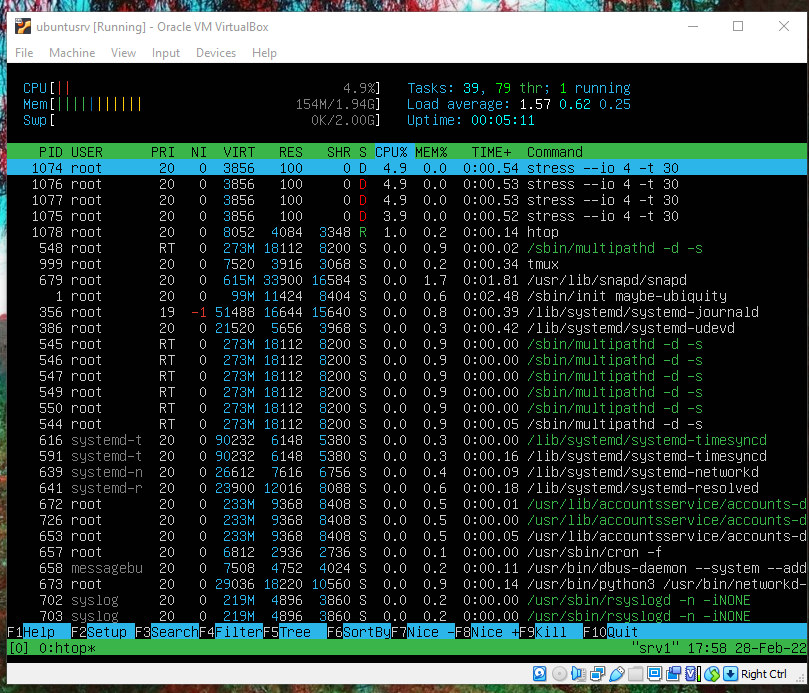 ubuntusrv [Running] - Oracle VM VirtualBox
File Machine View Input Devices Help
CPU[|| 4.9%] Tasks: 39, 79 thr; 1 running
Mem[||||||||||| 154M/1.94G] Load average: 1.57 0.62 0.25
Swp[ 0K/2.00G] Uptime: 00:05:11
PID USER PRI NI VIRT RES SHR S CPU% MEM% TIME+ Command
1074 root 20 0 3856 100 0 D 4.9 0.0 0:00.54 stress --io 4 -t 30
1076 root 20 0 3856 100 0 D 4.9 0.0 0:00.53 stress --io 4 -t 30
1077 root 20 0 3856 100 0 D 4.9 0.0 0:00.53 stress --io 4 -t 30
1075 root 20 0 3856 100 0 D 3.9 0.0 0:00.52 stress --io 4 -t 30
1078 root 20 0 8052 4084 3348 R 1.0 0.2 0:00.14 htop
548 root RT 0 273M 18112 8200 S 0.0 0.9 0:00.02 /sbin/multipathd -d -s
999 root 20 0 7520 3916 3068 S 0.0 0.2 0:00.34 tmux
679 root 20 0 615M 33900 16584 S 0.0 1.7 0:01.81 /usr/lib/snapd/snapd
1 root 20 0 99M 11424 8404 S 0.0 0.6 0:02.48 /sbin/init maybe-ubiquity
356 root 19 -1 51488 16644 15640 S 0.0 0.8 0:00.39 /lib/systemd/systemd-journald
386 root 20 0 21520 5656 3968 S 0.0 0.3 0:00.42 /lib/systemd/systemd-udevd
545 root RT 0 273M 18112 8200 S 0.0 0.9 0:00.00 /sbin/multipathd -d -s
546 root RT 0 273M 18112 8200 S 0.0 0.9 0:00.00 /sbin/multipathd -d -s
547 root RT 0 273M 18112 8200 S 0.0 0.9 0:00.00 /sbin/multipathd -d -s
549 root RT 0 273M 18112 8200 S 0.0 0.9 0:00.00 /sbin/multipathd -d -s
550 root RT 0 273M 18112 8200 S 0.0 0.9 0:00.00 /sbin/multipathd -d -s
544 root RT 0 273M 18112 8200 S 0.0 0.9 0:00.05 /sbin/multipathd -d -s
616 systemd-t 20 0 90232 6148 5380 S 0.0 0.3 0:00.00 /lib/systemd/systemd-timesyncd
591 systemd-t 20 0 90232 6148 5380 S 0.0 0.3 0:00.16 /lib/systemd/systemd-timesyncd
639 systemd-n 20 0 26612 7616 6756 S 0.0 0.4 0:00.09 /lib/systemd/systemd-networkd
641 systemd-r 20 0 23900 12016 8088 S 0.0 0.6 0:00.18 /lib/systemd/systemd-resolved
672 root 20 0 233M 9368 8408 S 0.0 0.5 0:00.01 /usr/lib/accountsservice/accounts-d
726 root 20 0 233M 9368 8408 S 0.0 0.5 0:00.00 /usr/lib/accountsservice/accounts-d
653 root 20 0 233M 9368 8408 S 0.0 0.5 0:00.05 /usr/lib/accountsservice/accounts-d
657 root 20 0 6812 2936 2736 S 0.0 0.1 0:00.00 /usr/sbin/cron -f
658 messagebu 20 0 7508 4752 4024 S 0.0 0.2 0:00.11 /usr/bin/dbus-daemon --system --add
673 root 20 0 29036 18220 10560 S 0.0 0.9 0:00.14 /usr/bin/python3 /usr/bin/networkd-
702 syslog 20 0 219M 4896 3860 S 0.0 0.2 0:00.00 /usr/sbin/rsyslogd -n -iNONE
703 syslog 20 0 219M 4896 3860 S 0.0 0.2 0:00.00 /usr/sbin/rsyslogd -n -iNONE
F1Help F2Setup F3Search F4Filter F5Tree F6SortBy F7Nice - F8Nice + F9Kill F10Quit
[0] 0:htop* "srv1" 17:58 28-Feb-22
Right Ctrl